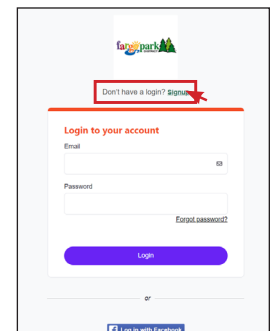 fargo park
Don't have a login? Signup
Login to your account
Email
Password
Forgot password?
Login
or
Log in with Facebook